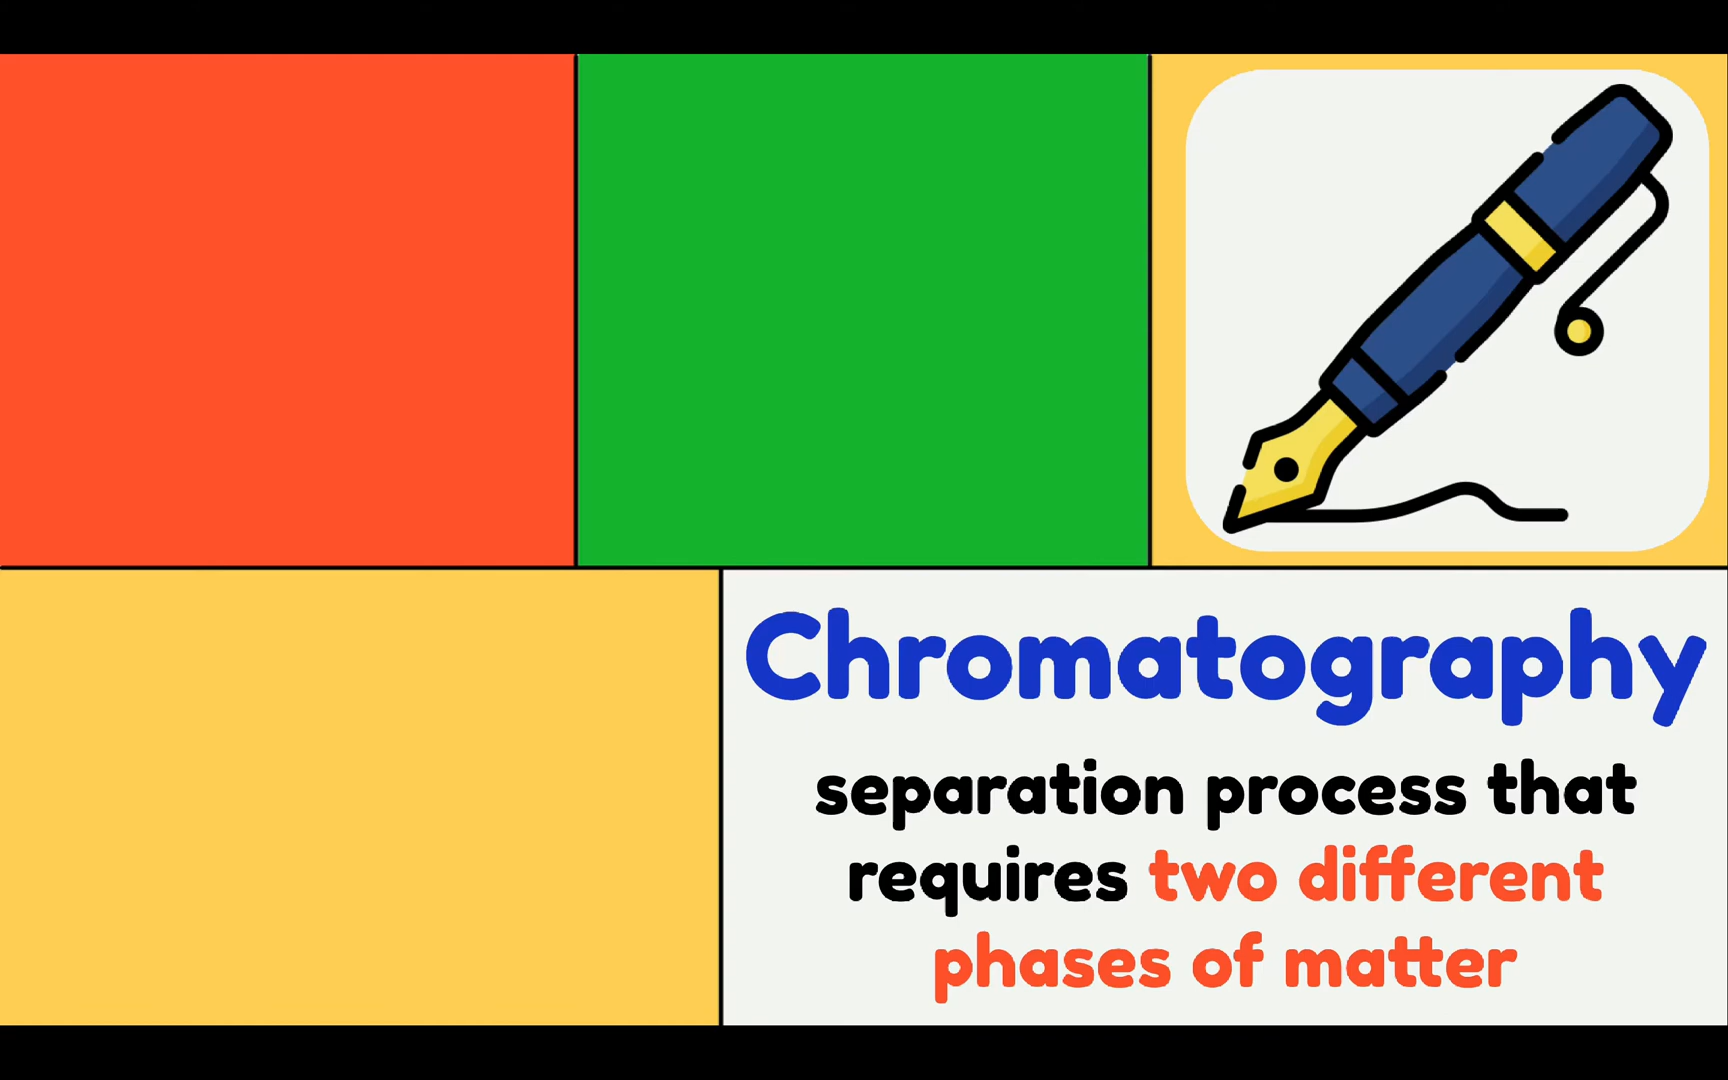 Chromatography
separation process that
requires two different
phases of matter